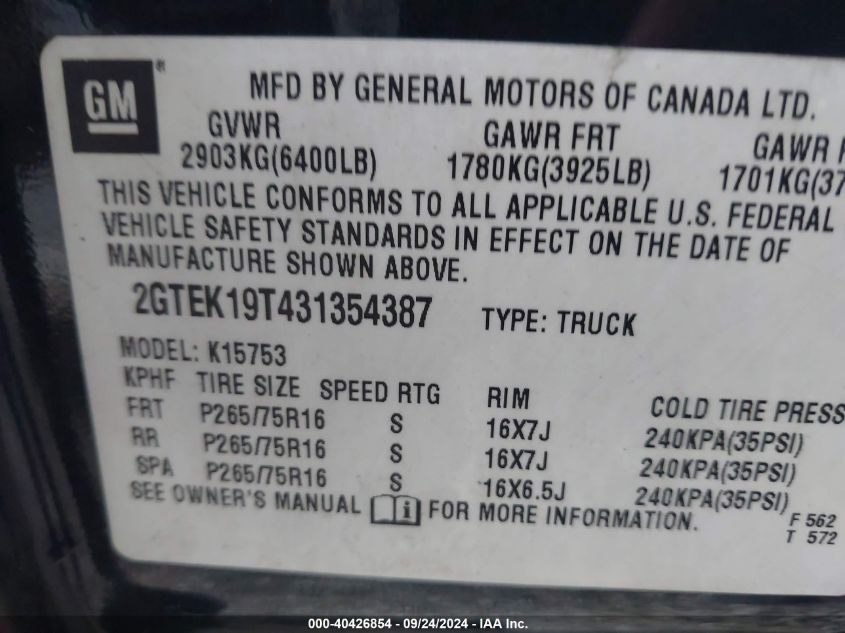 GM®
MFD BY GENERAL MOTORS OF CANADA LTD.
GVWR GAWR FRT GAWR
2903KG(6400LB) 1780KG(3925LB) 1701KG(37
THIS VEHICLE CONFORMS TO ALL APPLICABLE U.S. FEDERAL
VEHICLE SAFETY STANDARDS IN EFFECT ON THE DATE OF
MANUFACTURE SHOWN ABOVE.
2GTEK19T431354387 TYPE: TRUCK
MODEL: K15753
KPHF TIRE SIZE SPEED RTG RIM COLD TIRE PRESS
FRT P265/75R16 S 16X7J 240KPA(35PSI)
RR P265/75R16 S 16X7J 240KPA(35PSI)
SPA P265/75R16 S 16X6.5J 240KPA(35PSI)
SEE OWNER'S MANUAL i FOR MORE INFORMATION.
F 562
T 572
000-40426854 - 09/24/2024 - IAA Inc.